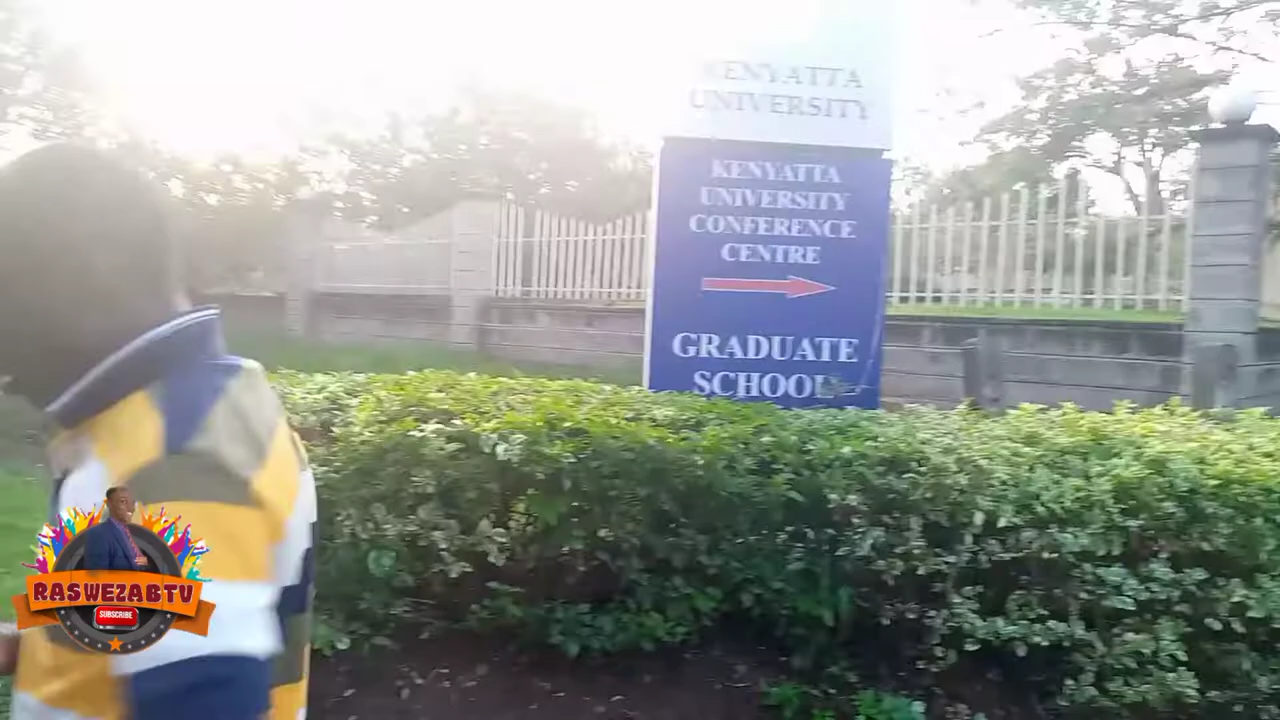 KENYATTA
UNIVERSITY
KENYATTA
UNIVERSITY
CONFERENCE
CENTRE
GRADUATE
SCHOOL
RASWEZABTV
SUBSCRIBE